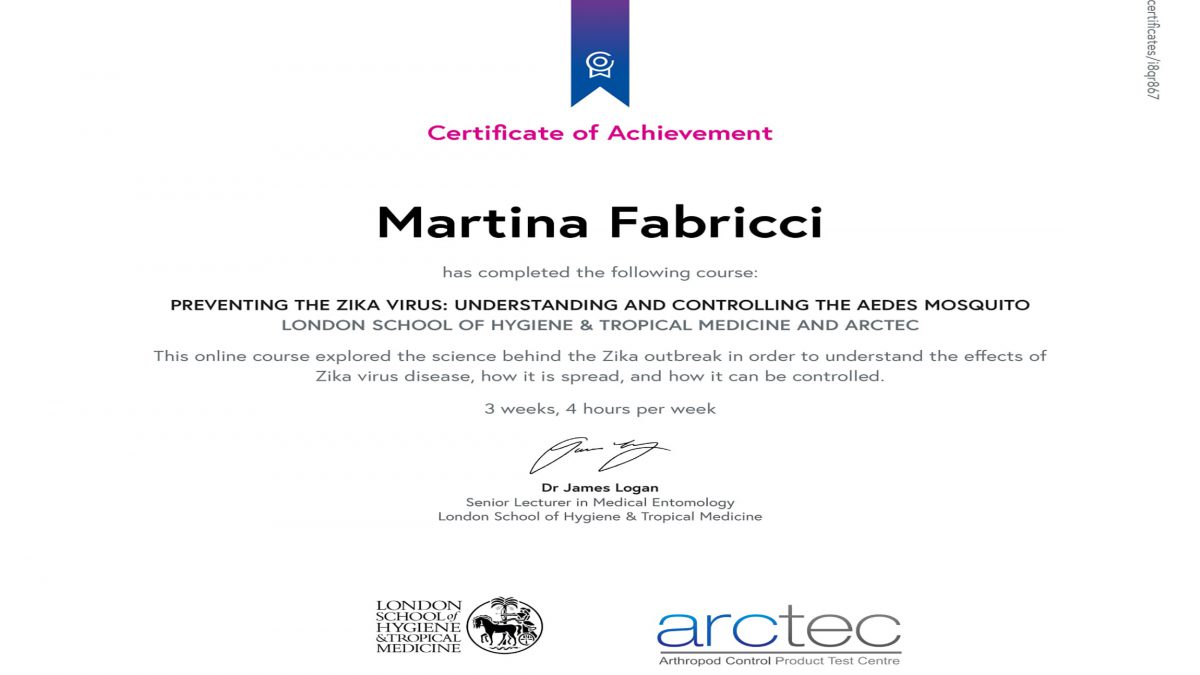 certificates/i8qr867
Certificate of Achievement
Martina Fabricci
has completed the following course:
PREVENTING THE ZIKA VIRUS: UNDERSTANDING AND CONTROLLING THE AEDES MOSQUITO
LONDON SCHOOL OF HYGIENE & TROPICAL MEDICINE AND ARCTEC
This online course explored the science behind the Zika outbreak in order to understand the effects of
Zika virus disease, how it is spread, and how it can be controlled.
3 weeks, 4 hours per week
Dr James Logan
Senior Lecturer in Medical Entomology
London School of Hygiene & Tropical Medicine
LONDON
SCHOOL of
HYGIENE
& TROPICAL
MEDICINE
arctec
Arthropod Control Product Test Centre